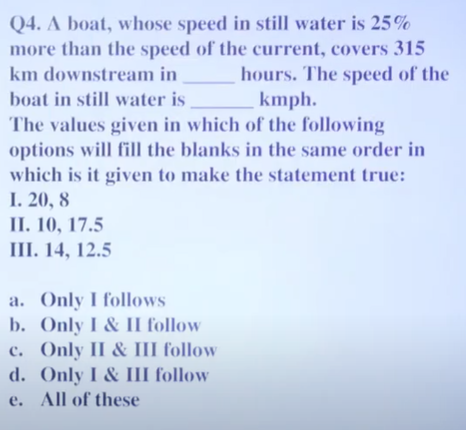 Q4. A boat, whose speed in still water is 25%
more than the speed of the current, covers 315
km downstream in ______ hours. The speed of the
boat in still water is _______ kmph.
The values given in which of the following
options will fill the blanks in the same order in
which is it given to make the statement true:
I. 20, 8
II. 10, 17.5
III. 14, 12.5
a. Only I follows
b. Only I & II follow
c. Only II & III follow
d. Only I & III follow
e. All of these